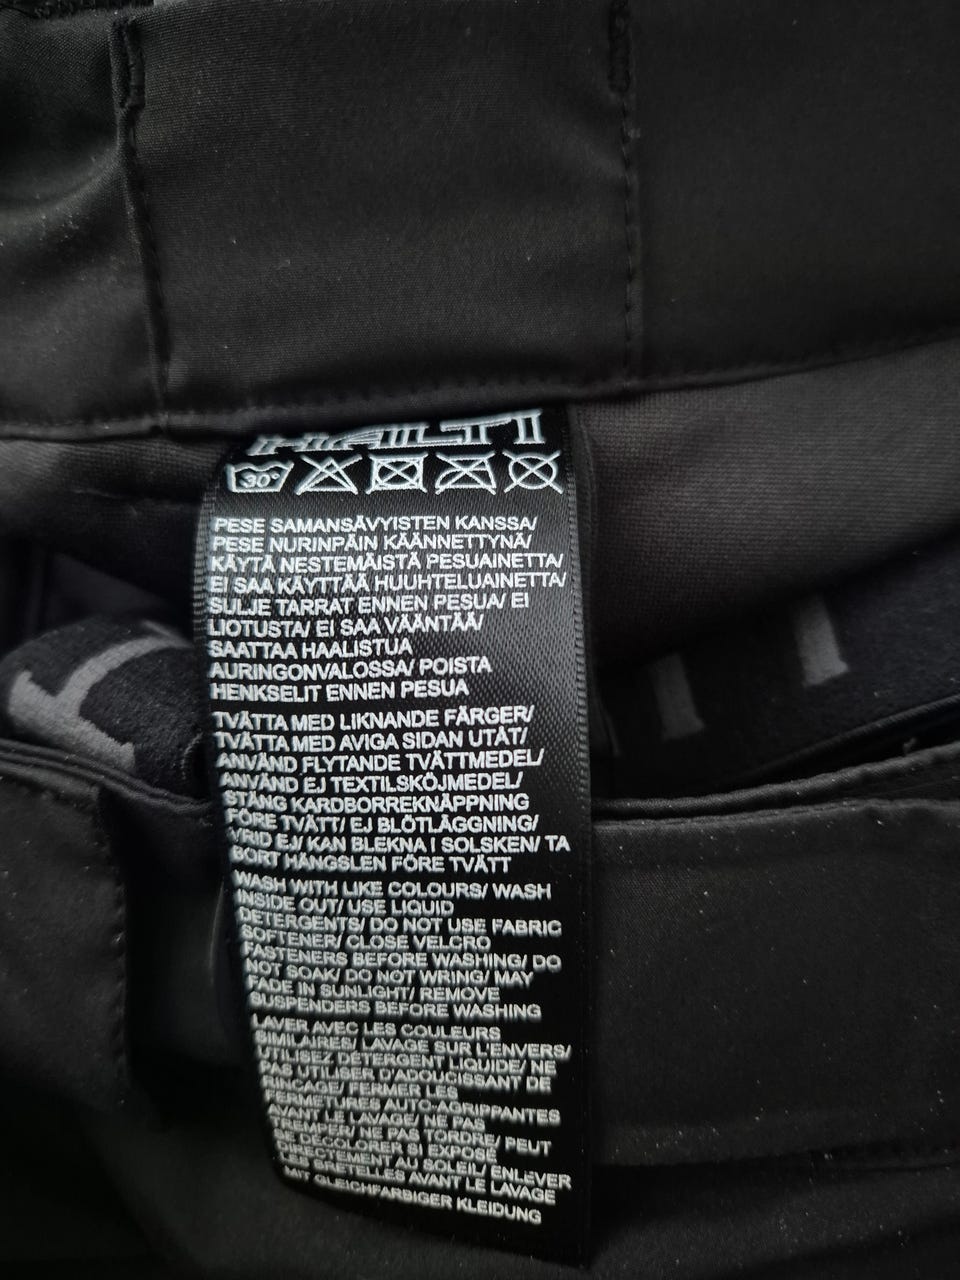 HALTI
30°
PESE SAMANSÄVYISTEN KANSSA/
PESE NURINPÄIN KÄÄNNETTYNÄ/
KÄYTÄ NESTEMÄISTÄ PESUAINETTA/
EI SAA KÄYTTÄÄ HUUHTELUAINETTA/
SULJE TARRAT ENNEN PESUA/ EI
LIOTUSTA/ EI SAA VÄÄNTÄÄ/
SAATTAA HAALISTUA
AURINGONVALOSSA/ POISTA
HENKSELIT ENNEN PESUA
TVÄTTA MED LIKNANDE FÄRGER/
TVÄTTA MED AVIGA SIDAN UTÅT/
ANVÄND FLYTANDE TVÄTTMEDEL/
ANVÄND EJ TEXTILSKÖJMEDEL/
STÄNG KARDBORREKNÄPPNING
FÖRE TVÄTT/ EJ BLÖTLÄGGNING/
VRID EJ/ KAN BLEKNA I SOLSKEN/ TA
BORT HÄNGSLEN FÖRE TVÄTT
WASH WITH LIKE COLOURS/ WASH
INSIDE OUT/ USE LIQUID
DETERGENTS/ DO NOT USE FABRIC
SOFTENER/ CLOSE VELCRO
FASTENERS BEFORE WASHING/ DO
NOT SOAK/ DO NOT WRING/ MAY
FADE IN SUNLIGHT/ REMOVE
SUSPENDERS BEFORE WASHING
LAVER AVEC LES COULEURS
SIMILAIRES/ LAVAGE SUR L'ENVERS/
UTILISEZ DÉTERGENT LIQUIDE/ NE
PAS UTILISER D'ADOUCISSANT DE
RINCAGE/ FERMER LES
FERMETURES AUTO-AGRIPPANTES
AVANT LE LAVAGE/ NE PAS
TREMPER/ NE PAS TORDRE/ PEUT
SE DÉCOLORER SI EXPOSÉ
DIRECTEMENT AU SOLEIL/ ENLEVER
LES BRETELLES AVANT LE LAVAGE
MIT GLEICHFARBIGER KLEIDUNG